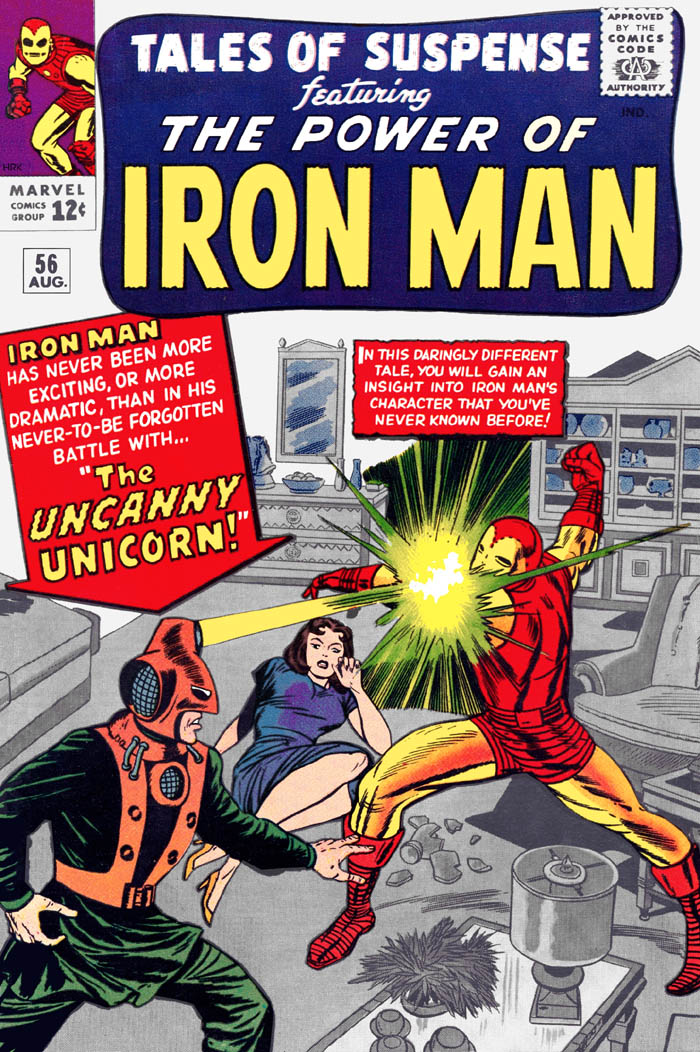 TALES OF SUSPENSE
featuring
THE POWER OF
IRON MAN
APPROVED
BY THE
COMICS
CODE
CA
AUTHORITY
IND.
HRK
MARVEL
COMICS
GROUP 12¢
56
AUG.
IRON MAN
HAS NEVER BEEN MORE
EXCITING, OR MORE
DRAMATIC, THAN IN HIS
NEVER-TO-BE FORGOTTEN
BATTLE WITH...
"The
UNCANNY
UNICORN!"
IN THIS DARINGLY DIFFERENT
TALE, YOU WILL GAIN AN
INSIGHT INTO IRON MAN'S
CHARACTER THAT YOU'VE
NEVER KNOWN BEFORE!